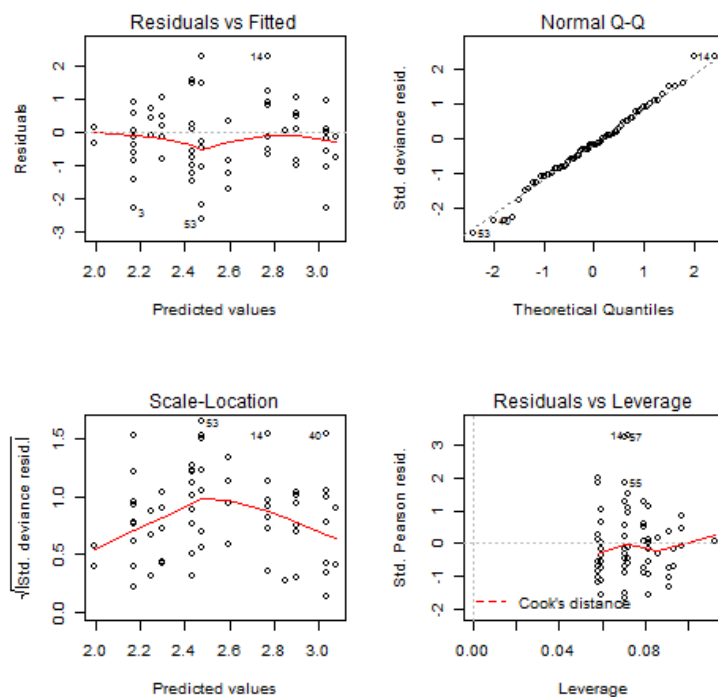 Residuals vs Fitted
Residuals
2
1
0
-1
-2
-3
14
3
53
2.0 2.2 2.4 2.6 2.8 3.0
Predicted values
Normal Q-Q
Std. deviance resid.
2
1
0
-1
-2
14
53
-2 -1 0 1 2
Theoretical Quantiles
Scale-Location
√|Std. deviance resid.|
1.5
1.0
0.5
0.0
53
14
40
2.0 2.2 2.4 2.6 2.8 3.0
Predicted values
Residuals vs Leverage
Std. Pearson resid.
3
2
1
0
-1
-2
14
57
55
Cook's distance
0.00 0.04 0.08
Leverage